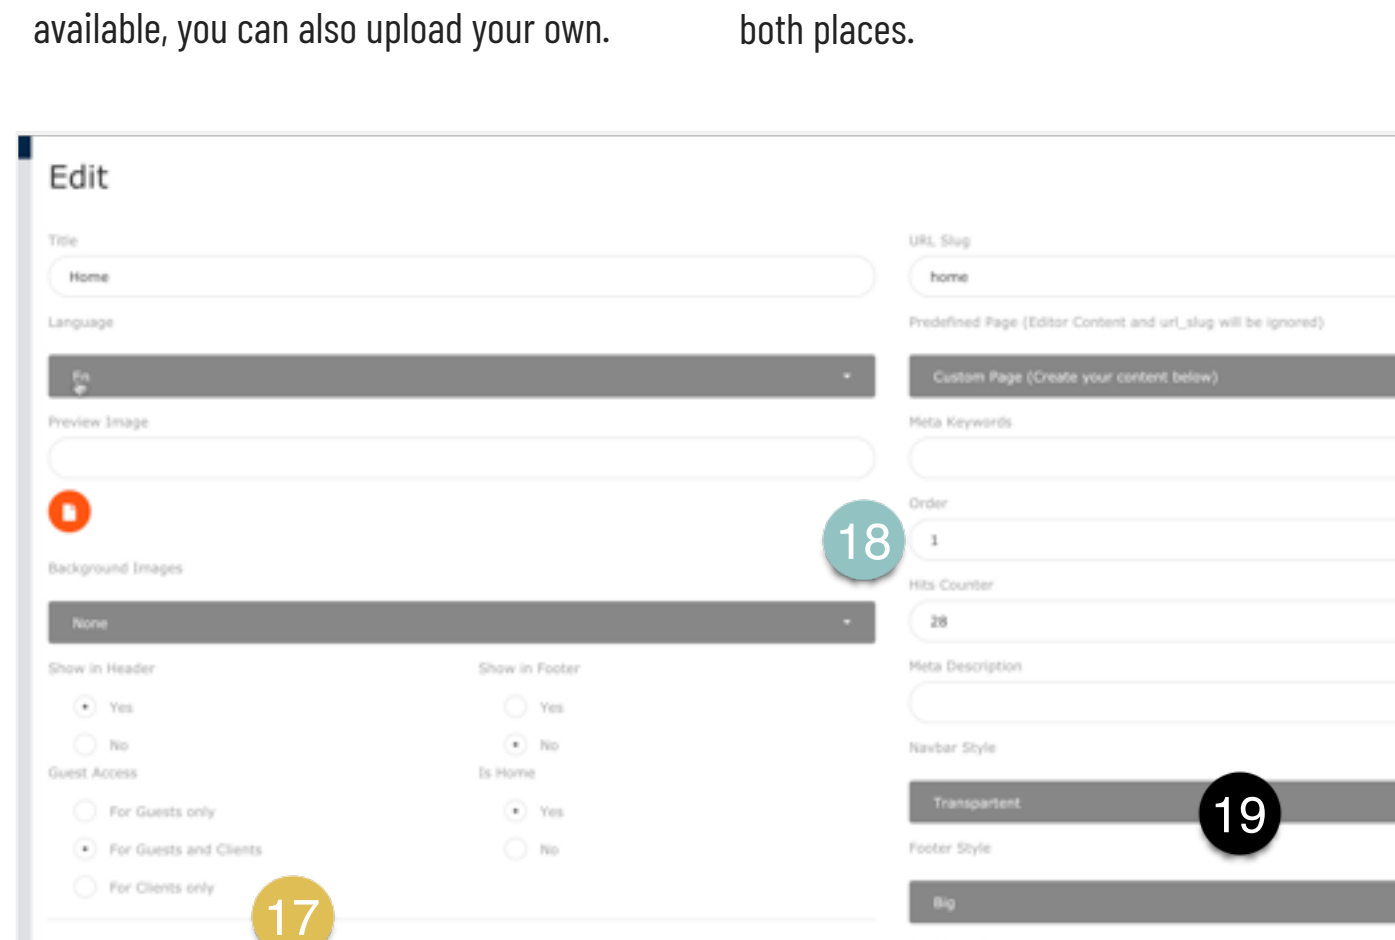 available, you can also upload your own.
both places.
Edit
Title
Home
Language
En
Preview Image
18
Background Images
None
Show in Header
Show in Footer
Yes
Yes
No
No
Guest Access
Is Home
For Guests only
Yes
For Guests and Clients
No
For Clients only
17
URL Slug
home
Predefined Page (Editor Content and url_slug will be ignored)
Custom Page (Create your content below)
Meta Keywords
Order
1
Hits Counter
28
Meta Description
Navbar Style
Transpartent
19
Footer Style
Big